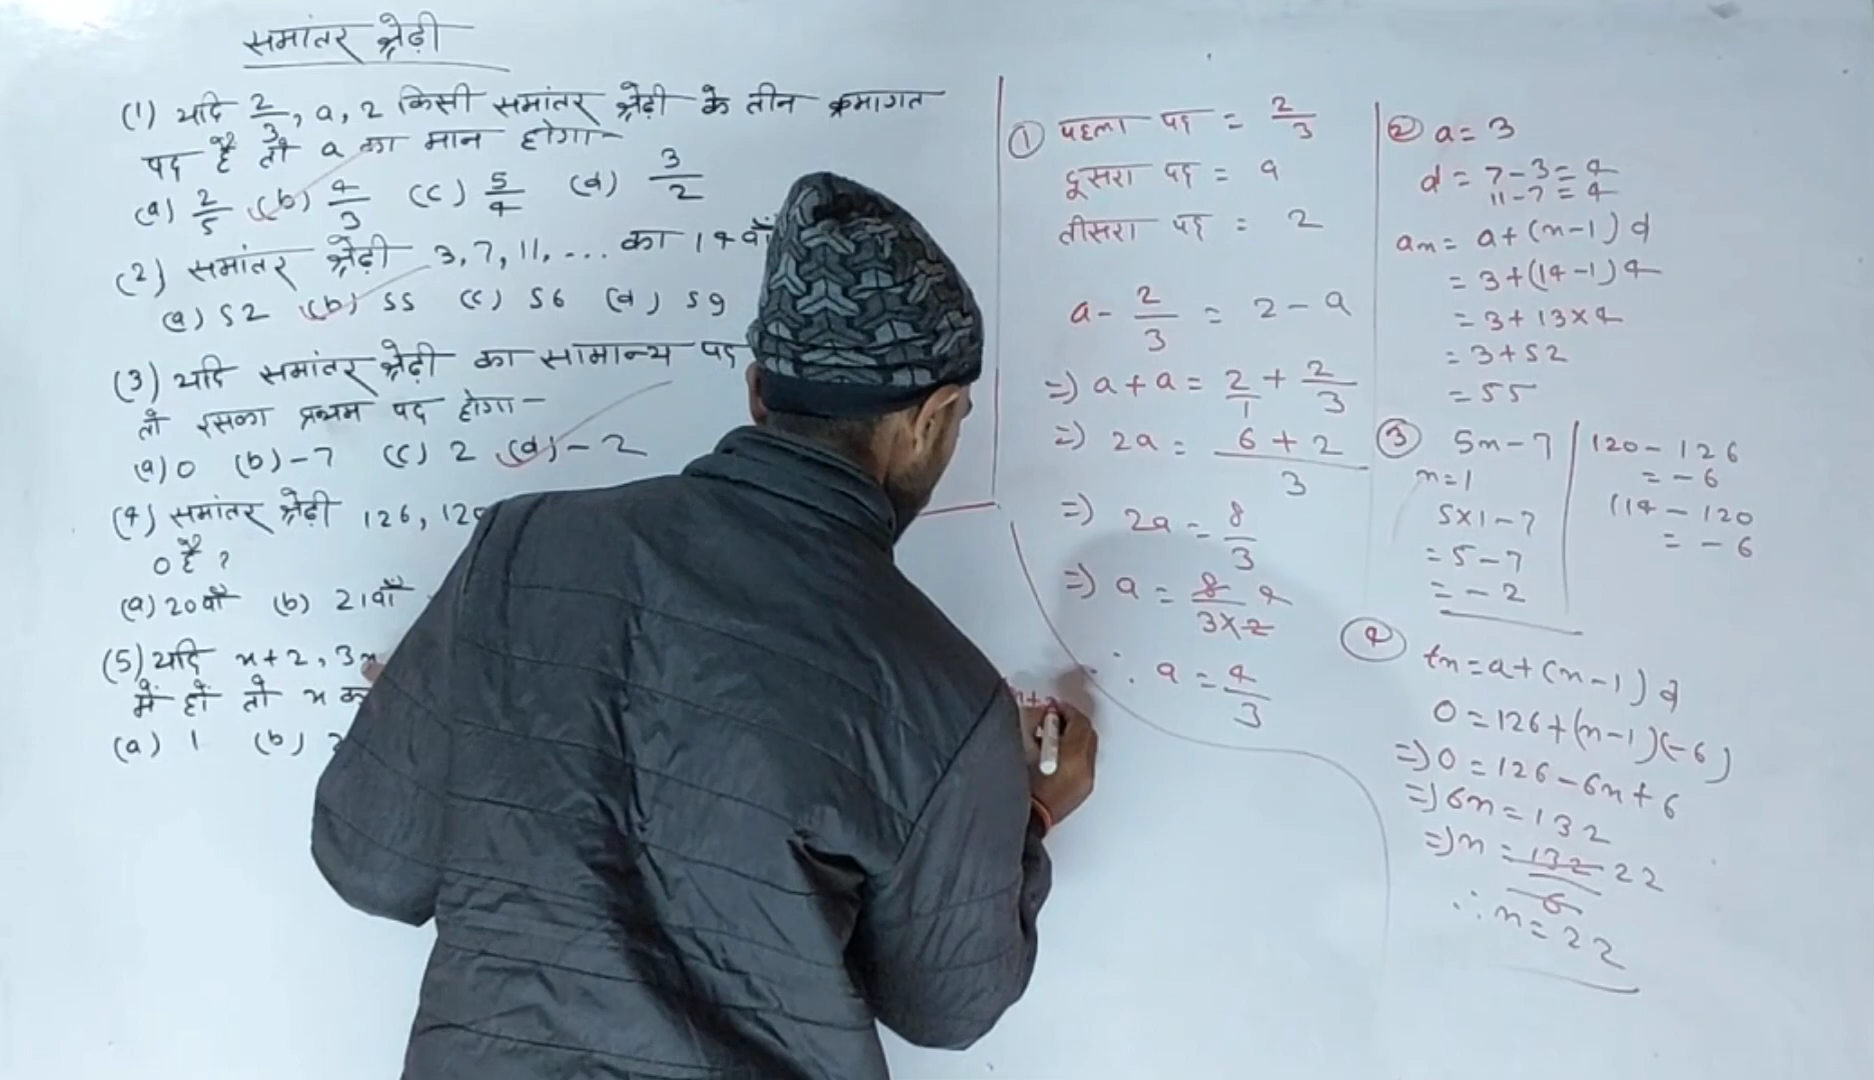 समांतर श्रेढ़ी
(1) यदि 2/3, a, 2 किसी समांतर श्रेढ़ी के तीन क्रमागत
पद हैं तो a का मान होगा-
(a) 2/5 (b) 4/3 (c) 5/4 (d) 3/2
(2) समांतर श्रेढ़ी 3, 7, 11, ... का 14वाँ
(a) 52 (b) 55 (c) 56 (d) 59
(3) यदि समांतर श्रेढ़ी का सामान्य पद
तो इसका प्रथम पद होगा-
(a) 0 (b) -7 (c) 2 (d) -2
(4) समांतर श्रेढ़ी 126, 120
0 है ?
(a) 20वाँ (b) 21वाँ
(5) यदि x+2, 3x
में हों तो x
(a) 1 (b)
① पहला पद = 2/3
दूसरा पद = a
तीसरा पद = 2
a - 2/3 = 2 - a
=> a + a = 2/1 + 2/3
=> 2a = (6 + 2)/3
=> 2a = 8/3
=> a = 8/(3×2) 4
∴ a = 4/3
② a = 3
d = 7 - 3 = 4
11 - 7 = 4
an = a + (n-1) d
= 3 + (14-1) 4
= 3 + 13 × 4
= 3 + 52
= 55
③ 5n - 7
n = 1
5×1 - 7
= 5 - 7
= -2
120 - 126
= -6
114 - 120
= -6
④ tn = a + (n-1) d
0 = 126 + (n-1)(-6)
=> 0 = 126 - 6n + 6
=> 6n = 132
=> n = 132/6 22
∴ n = 22